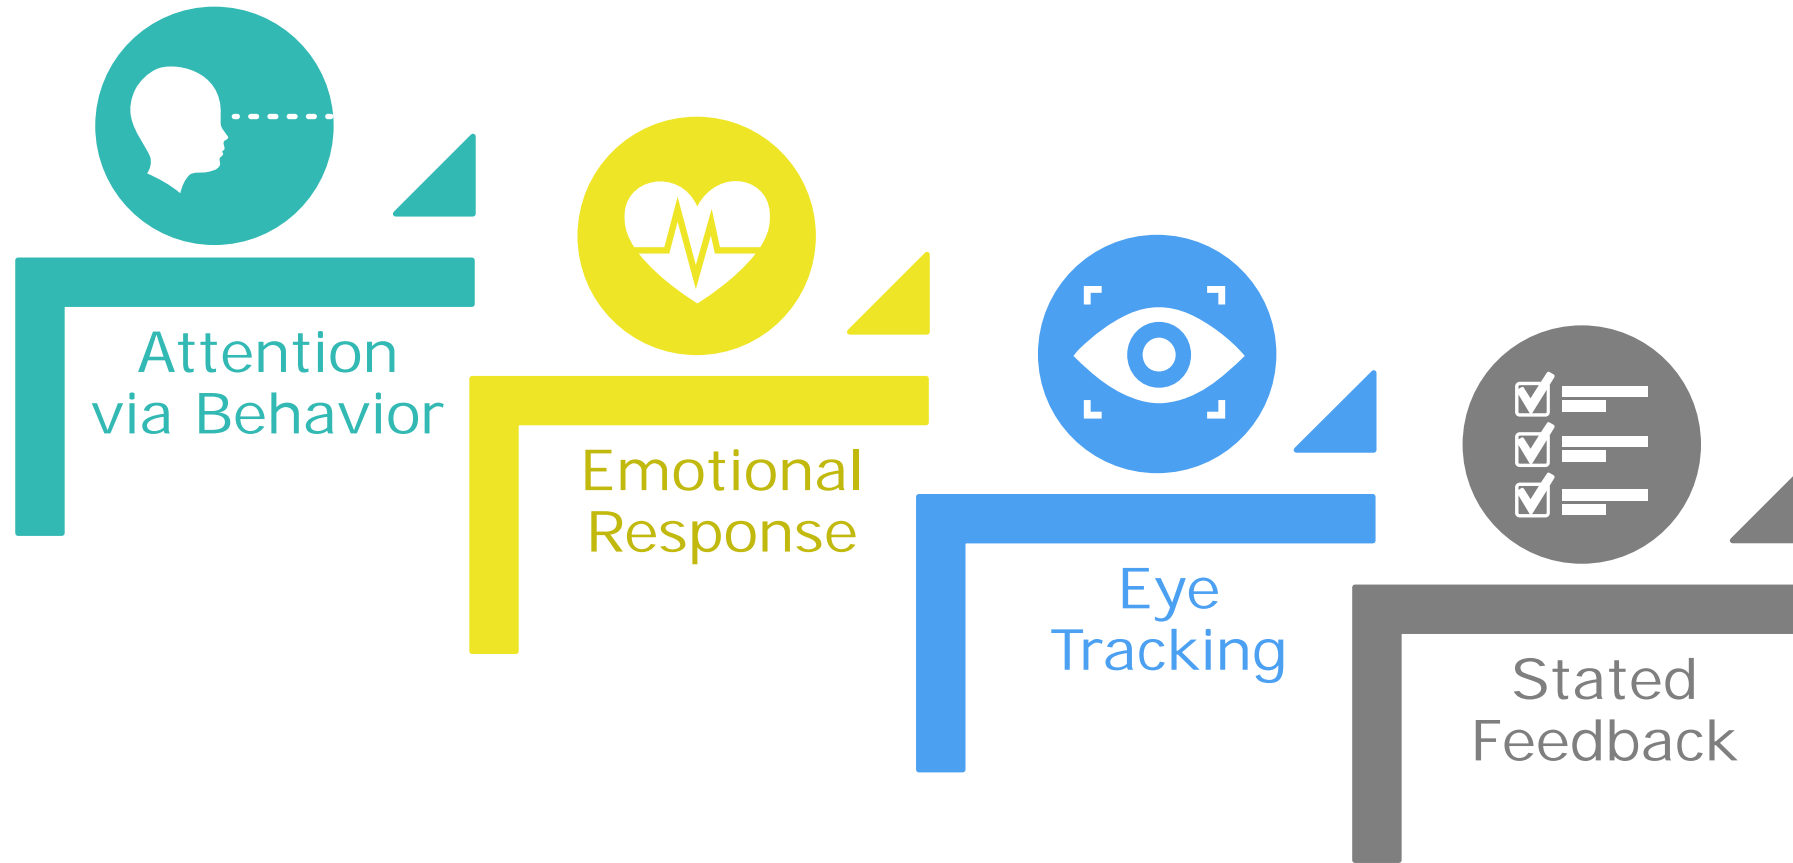 Attention
via Behavior
Emotional
Response
Eye
Tracking
Stated
Feedback